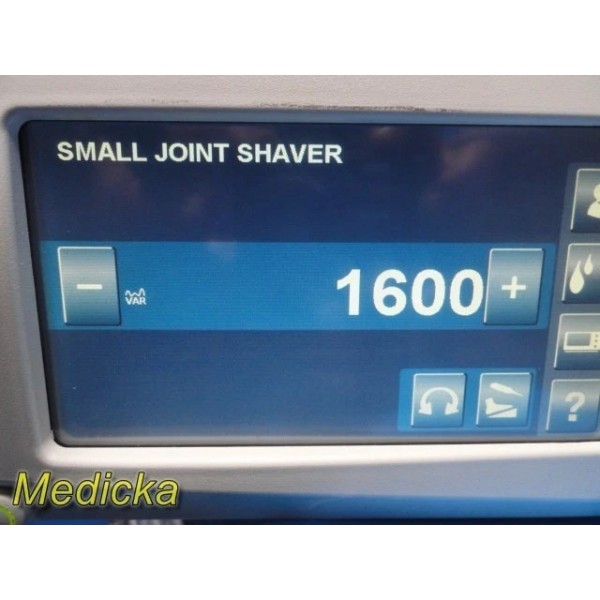 SMALL JOINT SHAVER
−
VAR
1600
+
?
Medicka